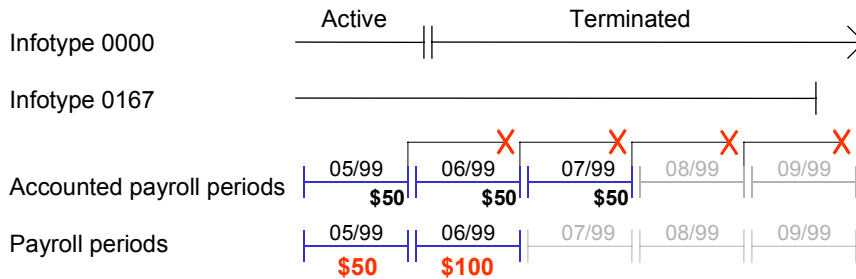 Active Terminated
Infotype 0000
Infotype 0167
05/99 06/99 07/99 08/99 09/99
Accounted payroll periods
$50 $50 $50
05/99 06/99 07/99 08/99 09/99
Payroll periods
$50 $100